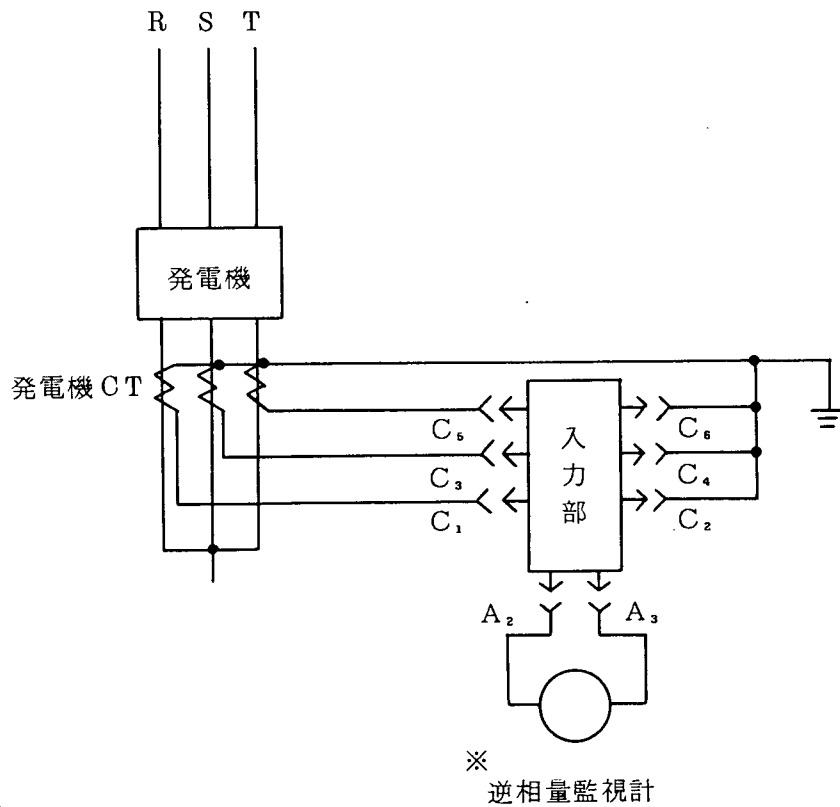 R S T
発電機
発電機CT
C₅
C₆
C₃
C₄
C₁
C₂
入力部
A₂
A₃
※
逆相量監視計